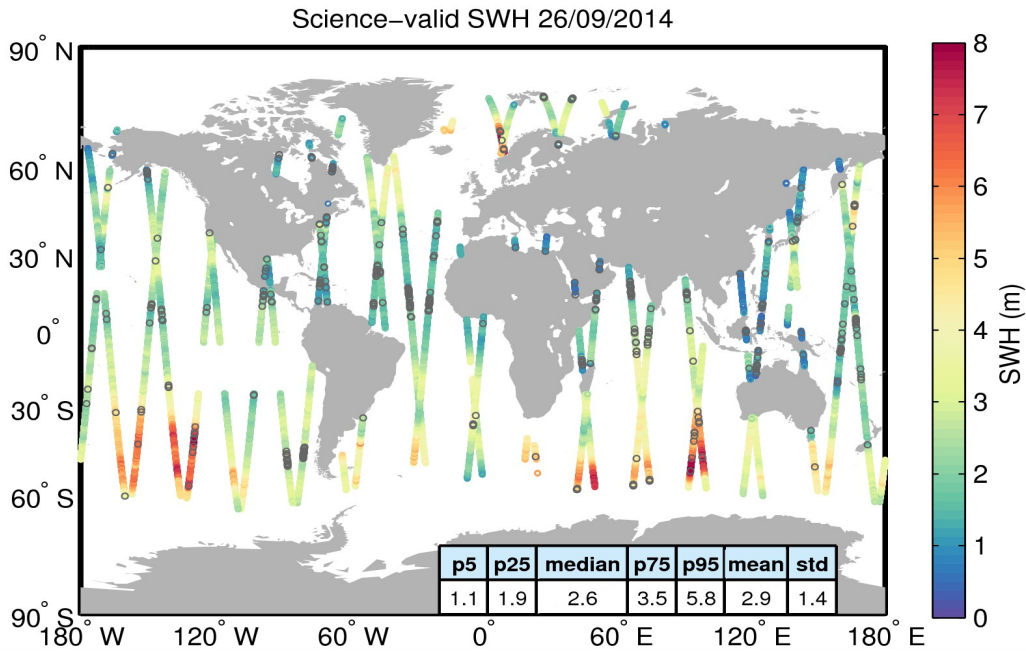 Science−valid SWH 26/09/2014
90° N
60° N
30° N
0°
30° S
60° S
90° S
180° W
120° W
60° W
0°
60° E
120° E
180° E
p5 p25 median p75 p95 mean std
1.1 1.9 2.6 3.5 5.8 2.9 1.4
8
7
6
5
4
3
2
1
0
SWH (m)